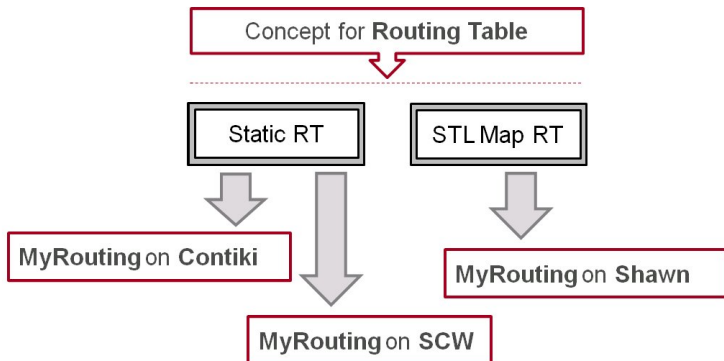 Concept for Routing Table
Static RT
STL Map RT
MyRouting on Contiki
MyRouting on Shawn
MyRouting on SCW